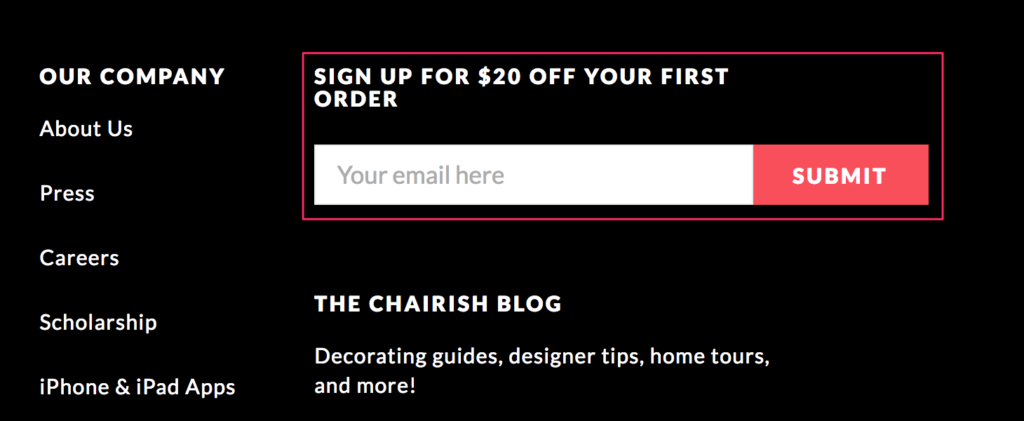 OUR COMPANY
About Us
Press
Careers
Scholarship
iPhone & iPad Apps
SIGN UP FOR $20 OFF YOUR FIRST
ORDER
Your email here
SUBMIT
THE CHAIRISH BLOG
Decorating guides, designer tips, home tours,
and more!